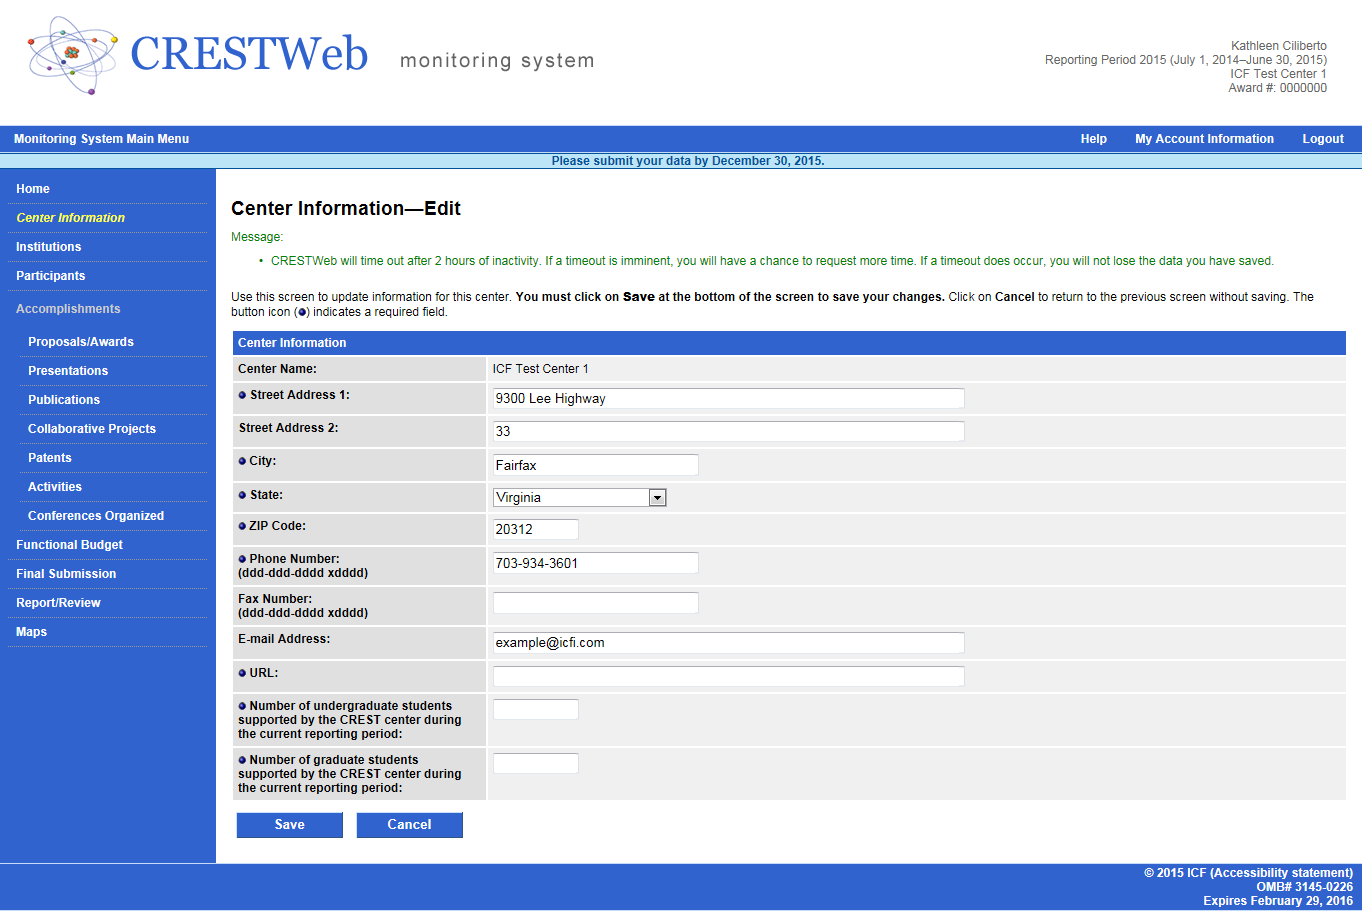 CRESTWeb monitoring system
Kathleen Ciliberto
Reporting Period 2015 (July 1, 2014–June 30, 2015)
ICF Test Center 1
Award #: 0000000
Monitoring System Main Menu
Help My Account Information Logout
Please submit your data by December 30, 2015.
Home
Center Information
Institutions
Participants
Accomplishments
Proposals/Awards
Presentations
Publications
Collaborative Projects
Patents
Activities
Conferences Organized
Functional Budget
Final Submission
Report/Review
Maps
Center Information—Edit
Message:
• CRESTWeb will time out after 2 hours of inactivity. If a timeout is imminent, you will have a chance to request more time. If a timeout does occur, you will not lose the data you have saved.
Use this screen to update information for this center. You must click on Save at the bottom of the screen to save your changes. Click on Cancel to return to the previous screen without saving. The
button icon ( ) indicates a required field.
Center Information
Center Name: ICF Test Center 1
Street Address 1: 9300 Lee Highway
Street Address 2: 33
City: Fairfax
State: Virginia
ZIP Code: 20312
Phone Number: 703-934-3601
(ddd-ddd-dddd xdddd)
Fax Number:
(ddd-ddd-dddd xdddd)
E-mail Address: example@icfi.com
URL:
Number of undergraduate students
supported by the CREST center during
the current reporting period:
Number of graduate students
supported by the CREST center during
the current reporting period:
Save Cancel
© 2015 ICF (Accessibility statement)
OMB# 3145-0226
Expires February 29, 2016